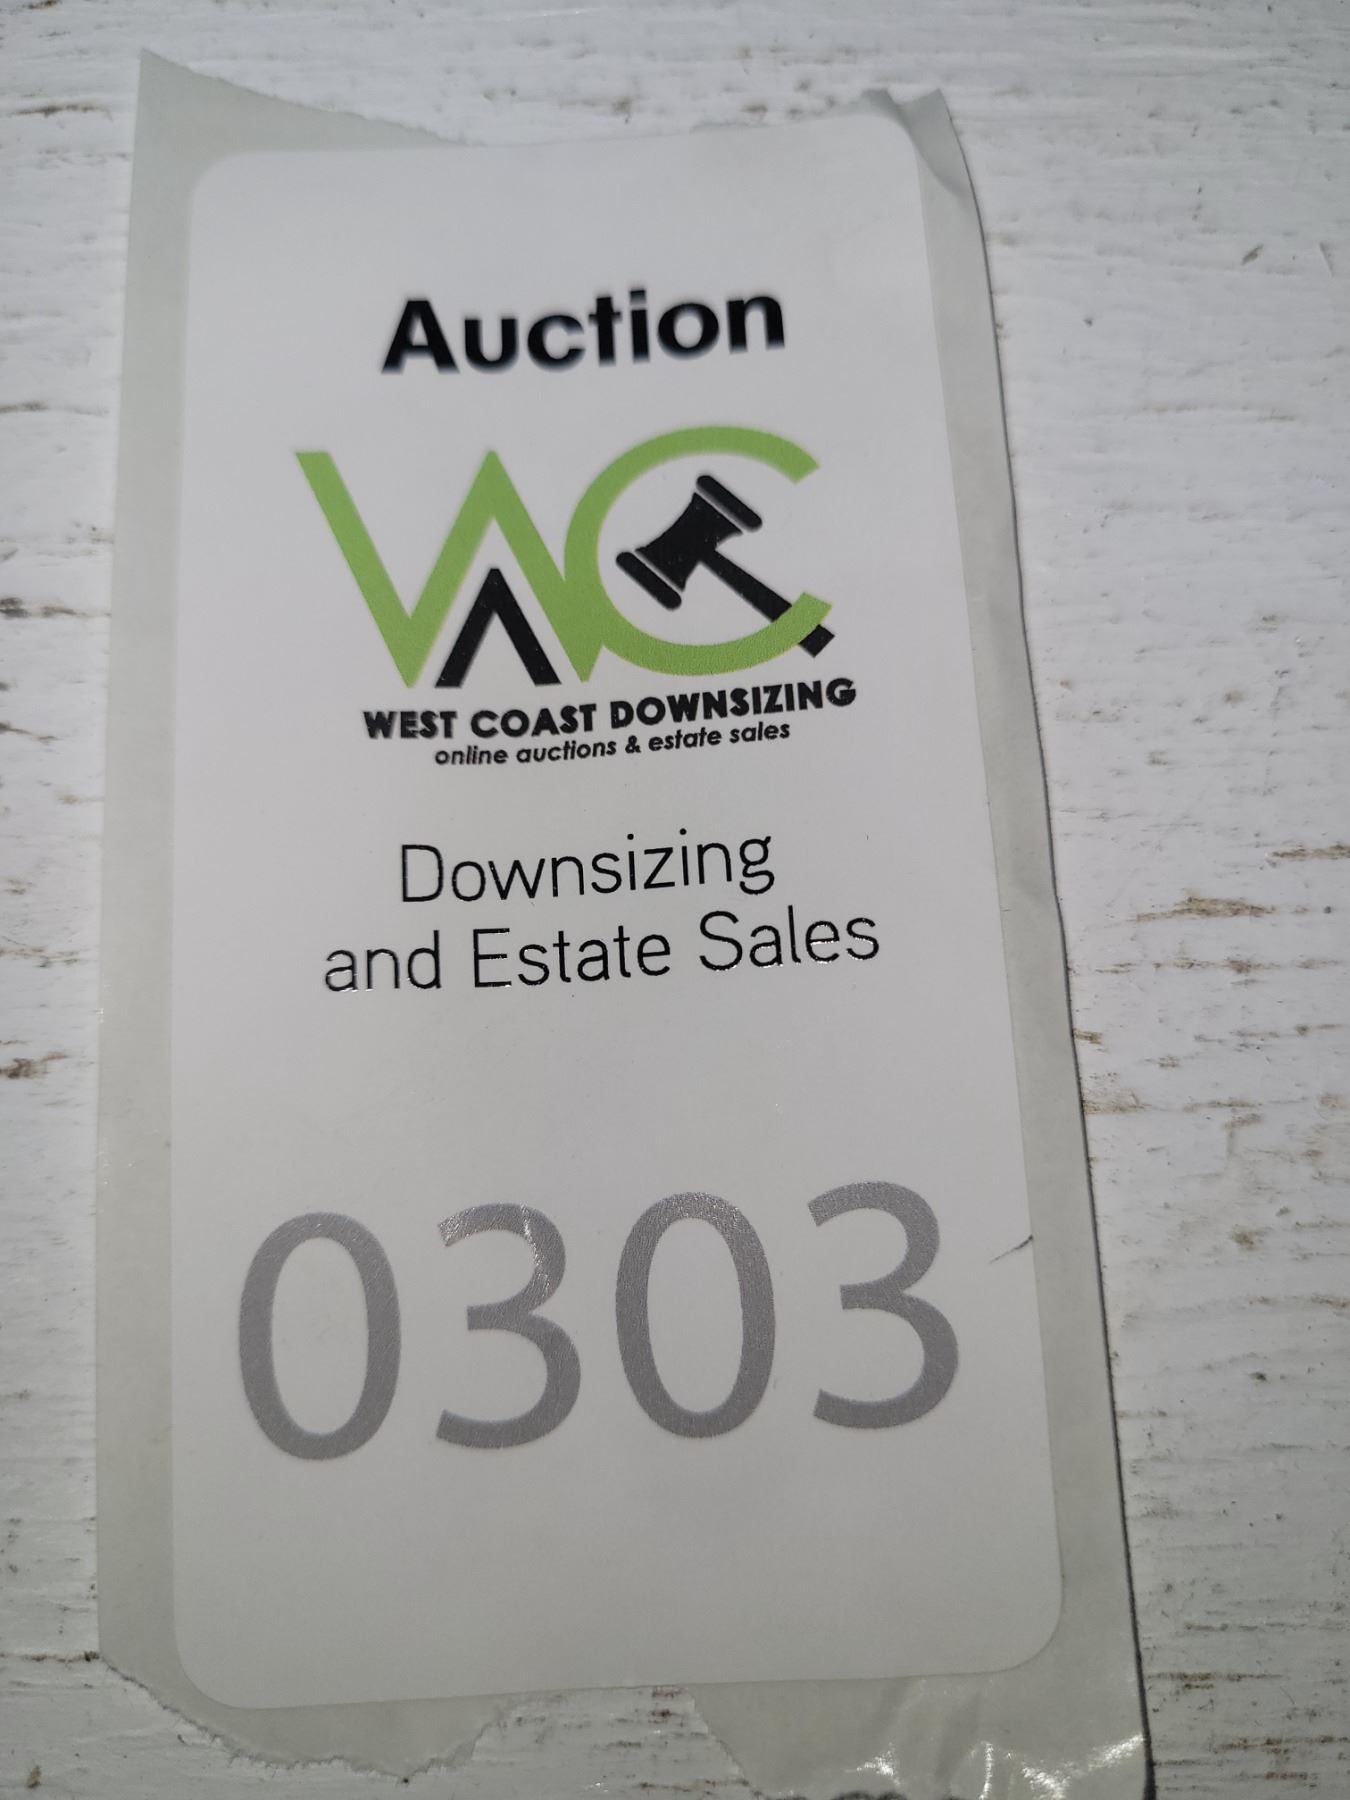 Auction
WC
WEST COAST DOWNSIZING
online auctions & estate sales
Downsizing
and Estate Sales
0303